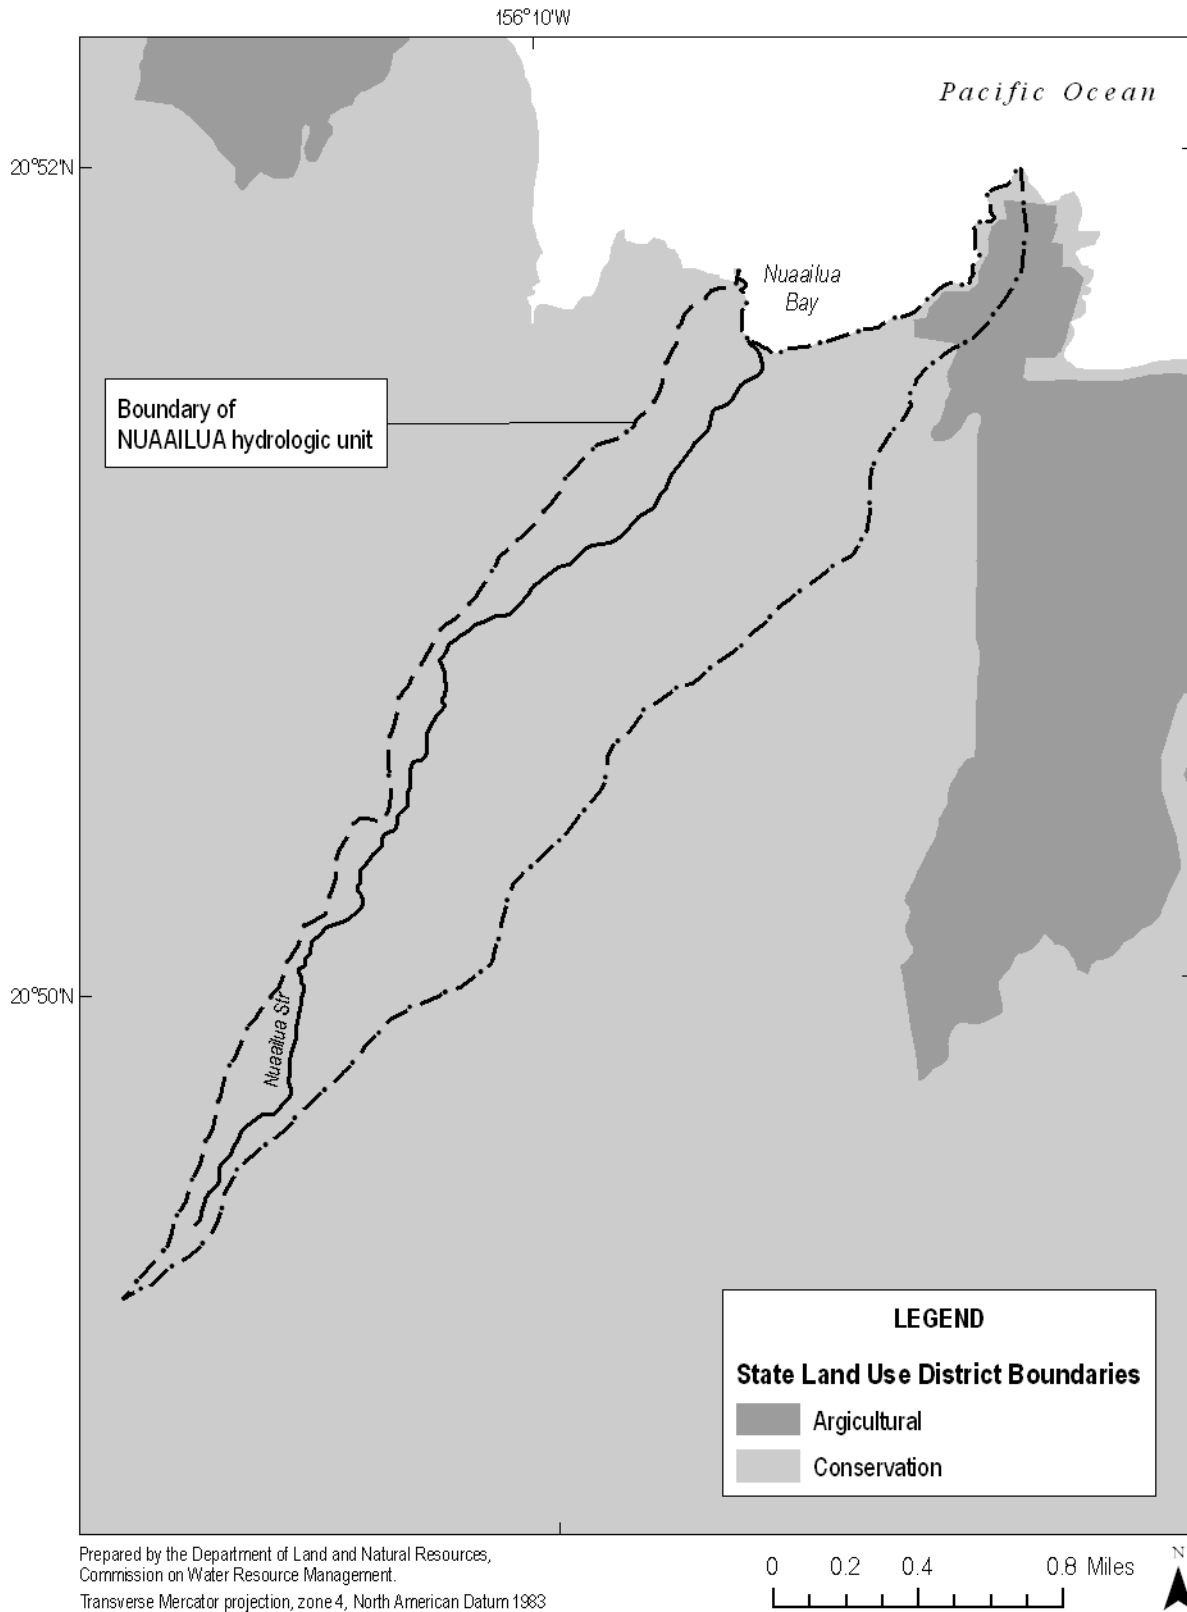 156°10'W
Pacific Ocean
20°52'N
Nuaailua
Bay
Boundary of
NUAAILUA hydrologic unit
20°50'N
Nuaailua Str
LEGEND
State Land Use District Boundaries
Argicultural
Conservation
Prepared by the Department of Land and Natural Resources,
Commission on Water Resource Management.
Transverse Mercator projection, zone 4, North American Datum 1983
0 0.2 0.4 0.8 Miles
N